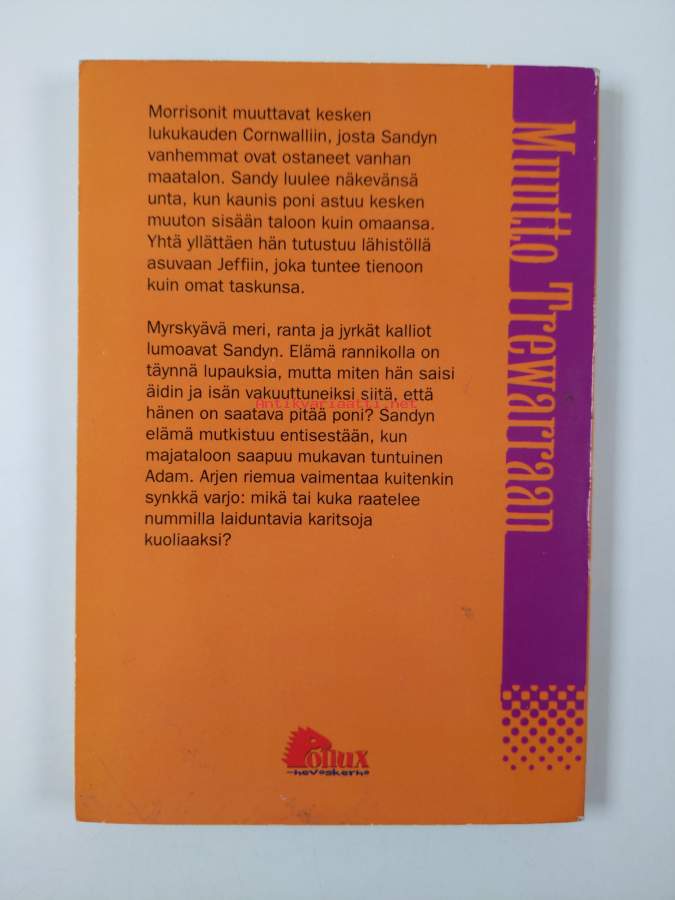 Morrisonit muuttavat kesken
lukukauden Cornwalliin, josta Sandyn
vanhemmat ovat ostaneet vanhan
maatalon. Sandy luulee näkevänsä
unta, kun kaunis poni astuu kesken
muuton sisään taloon kuin omaansa.
Yhtä yllättäen hän tutustuu lähistöllä
asuvaan Jeffiin, joka tuntee tienoon
kuin omat taskunsa.
Myrskyävä meri, ranta ja jyrkät kalliot
lumoavat Sandyn. Elämä rannikolla on
täynnä lupauksia, mutta miten hän saisi
äidin ja isän vakuuttuneiksi siitä, että
hänen on saatava pitää poni? Sandyn
elämä mutkistuu entisestään, kun
majataloon saapuu mukavan tuntuinen
Adam. Arjen riemua vaimentaa kuitenkin
synkkä varjo: mikä tai kuka raatelee
nummilla laiduntavia karitsoja
kuoliaaksi?
Antikvariaatti.net
Muutto Trewarraan
Pollux
-hevoskerho